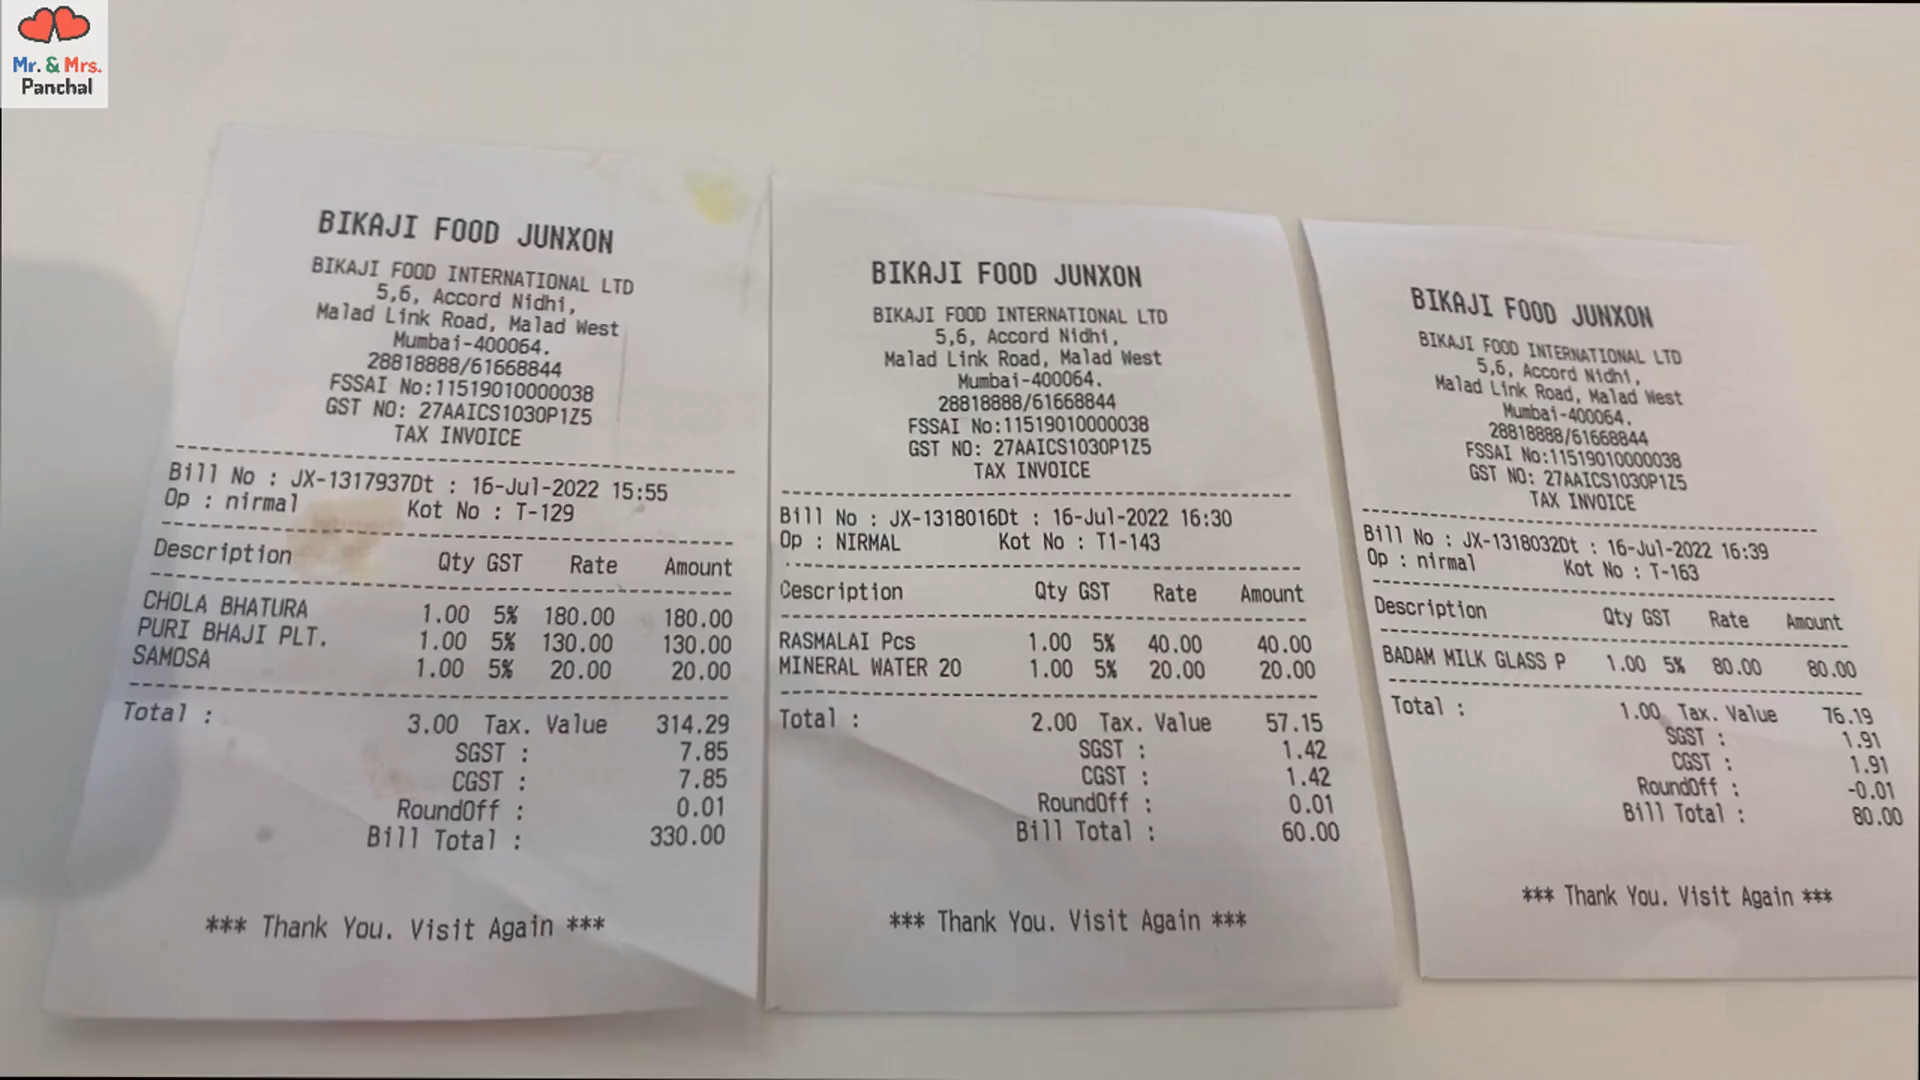 Mr. & Mrs.
Panchal
BIKAJI FOOD JUNXON
BIKAJI FOOD INTERNATIONAL LTD
5,6, Accord Nidhi,
Malad Link Road, Malad West
Mumbai-400064.
28818888/61668844
FSSAI No:11519010000038
GST NO: 27AAICS1030P1Z5
TAX INVOICE
Bill No : JX-1317937Dt : 16-Jul-2022 15:55
Op : nirmal Kot No : T-129
Description Qty GST Rate Amount
CHOLA BHATURA 1.00 5% 180.00 180.00
PURI BHAJI PLT. 1.00 5% 130.00 130.00
SAMOSA 1.00 5% 20.00 20.00
Total : 3.00 Tax. Value 314.29
SGST : 7.85
CGST : 7.85
RoundOff : 0.01
Bill Total : 330.00
*** Thank You. Visit Again ***
BIKAJI FOOD JUNXON
BIKAJI FOOD INTERNATIONAL LTD
5,6, Accord Nidhi,
Malad Link Road, Malad West
Mumbai-400064.
28818888/61668844
FSSAI No:11519010000038
GST NO: 27AAICS1030P1Z5
TAX INVOICE
Bill No : JX-1318016Dt : 16-Jul-2022 16:30
Op : NIRMAL Kot No : T1-143
Description Qty GST Rate Amount
RASMALAI Pcs 1.00 5% 40.00 40.00
MINERAL WATER 20 1.00 5% 20.00 20.00
Total : 2.00 Tax. Value 57.15
SGST : 1.42
CGST : 1.42
RoundOff : 0.01
Bill Total : 60.00
*** Thank You. Visit Again ***
BIKAJI FOOD JUNXON
BIKAJI FOOD INTERNATIONAL LTD
5,6, Accord Nidhi,
Malad Link Road, Malad West
Mumbai-400064.
28818888/61668844
FSSAI No:11519010000038
GST NO: 27AAICS1030P1Z5
TAX INVOICE
Bill No : JX-1318032Dt : 16-Jul-2022 16:39
Op : nirmal Kot No : T-163
Description Qty GST Rate Amount
BADAM MILK GLASS P 1.00 5% 80.00 80.00
Total : 1.00 Tax. Value 76.19
SGST : 1.91
CGST : 1.91
RoundOff : -0.01
Bill Total : 80.00
*** Thank You. Visit Again ***